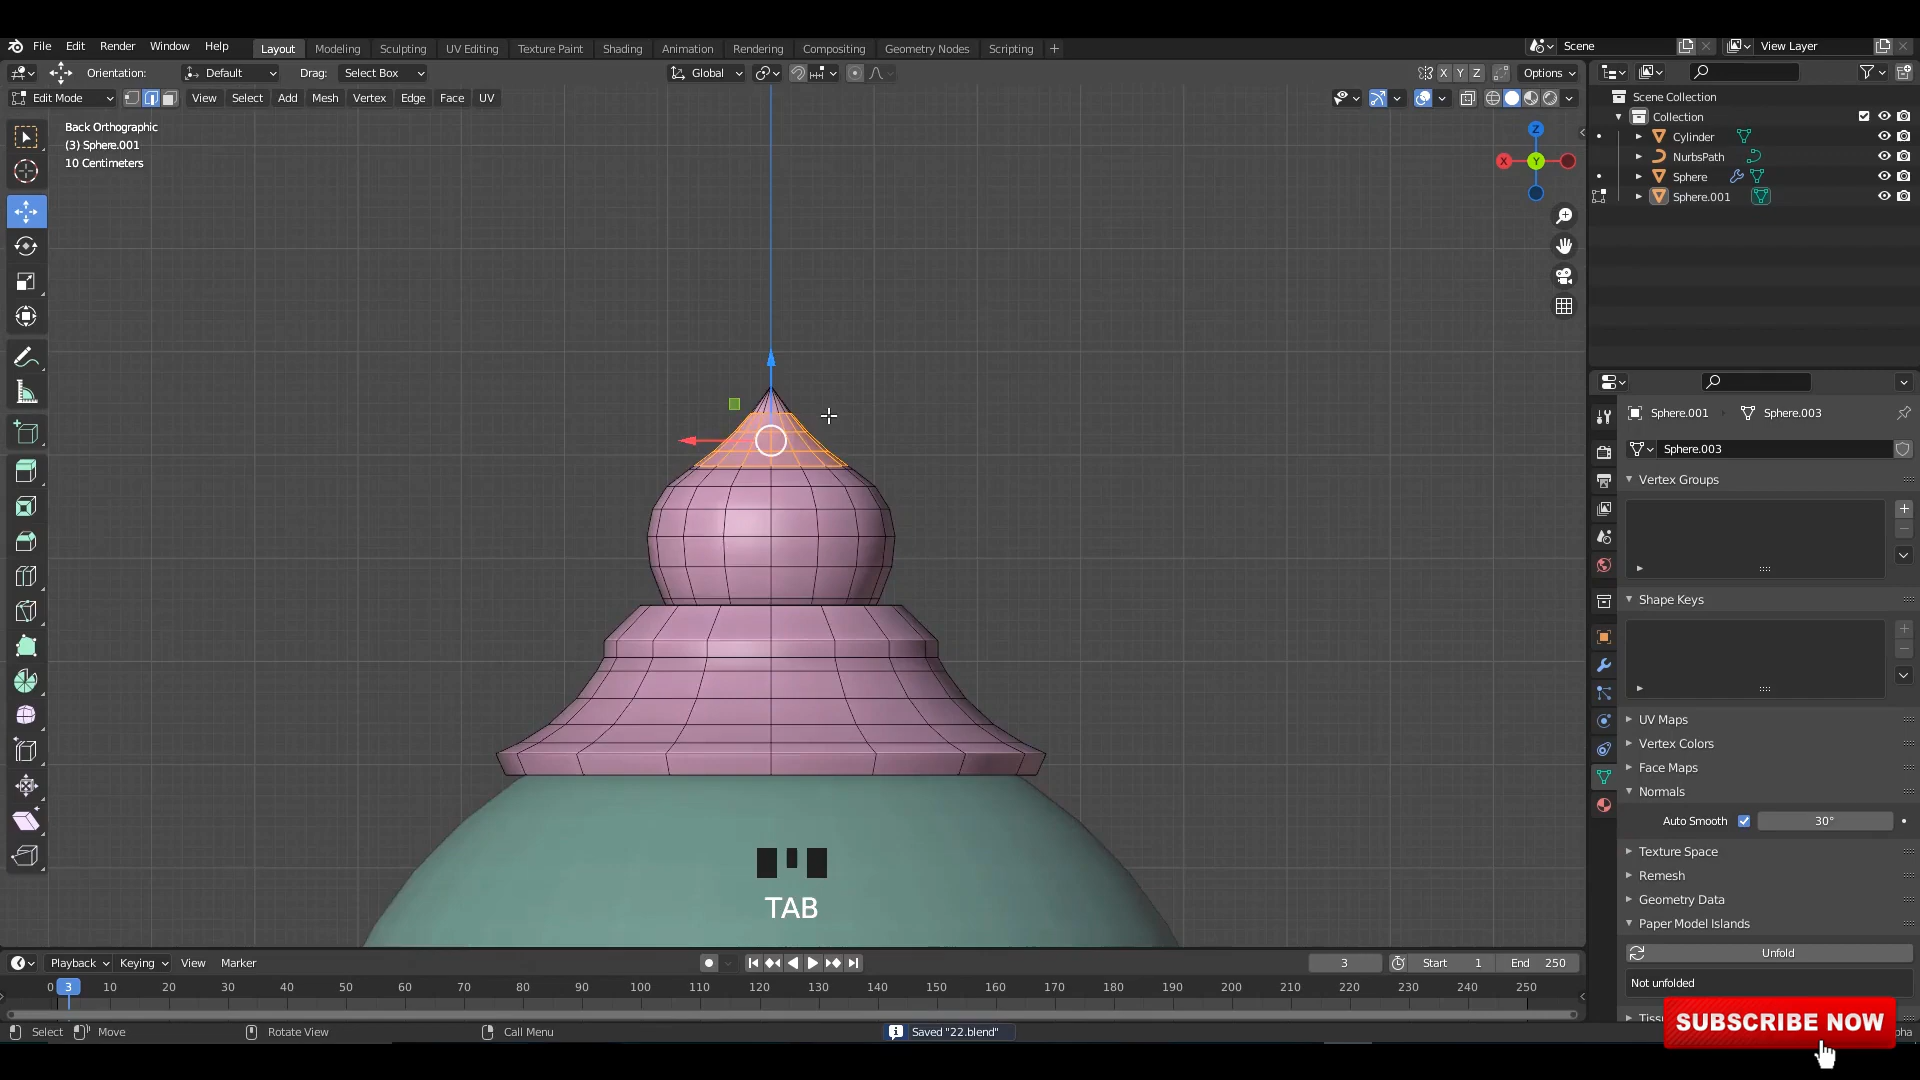 File Edit Render Window Help Layout Modeling Sculpting UV Editing Texture Paint Shading Animation Rendering Compositing Geometry Nodes Scripting + Scene View Layer
Orientation: Default Drag: Select Box Global X Y Z Options
Edit Mode View Select Add Mesh Vertex Edge Face UV
Scene Collection
Collection
Cylinder
NurbsPath
Sphere
Sphere.001
Back Orthographic
(3) Sphere.001
10 Centimeters
Z
X Y
Sphere.001 Sphere.003
Sphere.003
Vertex Groups
Shape Keys
UV Maps
Vertex Colors
Face Maps
Normals
Auto Smooth 30°
Texture Space
Remesh
Geometry Data
Paper Model Islands
Unfold
Not unfolded
TAB
Playback Keying View Marker 3 Start 1 End 250
0 3 10 20 30 40 50 60 70 80 90 100 110 120 130 140 150 160 170 180 190 200 210 220 230 240 250
Select Move Rotate View Call Menu Saved "22.blend"
SUBSCRIBE NOW